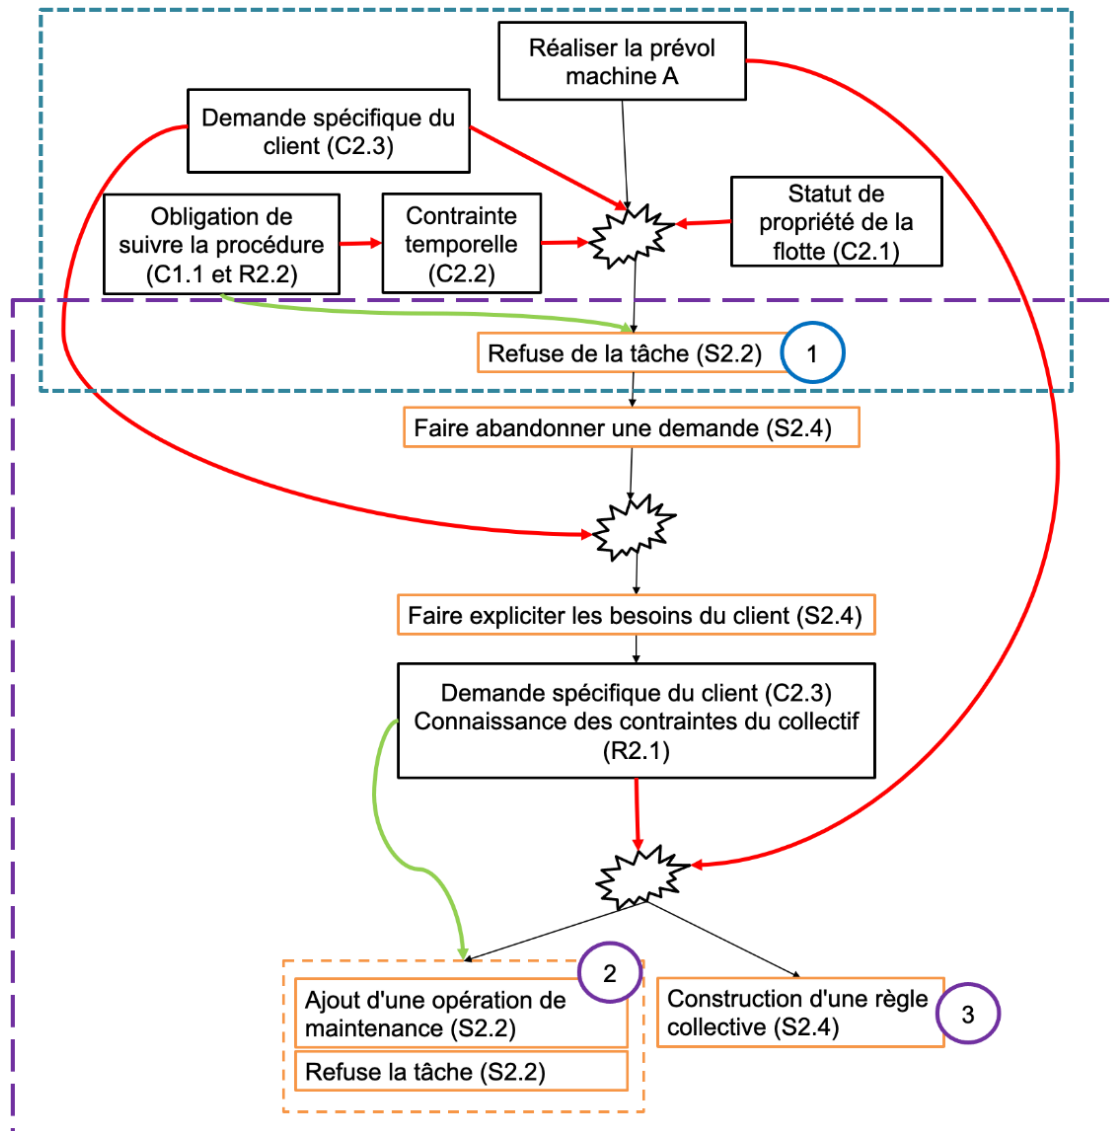 Réaliser la prévol
machine A
Demande spécifique du
client (C2.3)
Obligation de
suivre la procédure
(C1.1 et R2.2)
Contrainte
temporelle
(C2.2)
Statut de
propriété de la
flotte (C2.1)
Refuse de la tâche (S2.2)
1
Faire abandonner une demande (S2.4)
Faire expliciter les besoins du client (S2.4)
Demande spécifique du client (C2.3)
Connaissance des contraintes du collectif
(R2.1)
2
Ajout d'une opération de
maintenance (S2.2)
Refuse la tâche (S2.2)
Construction d'une règle
collective (S2.4)
3